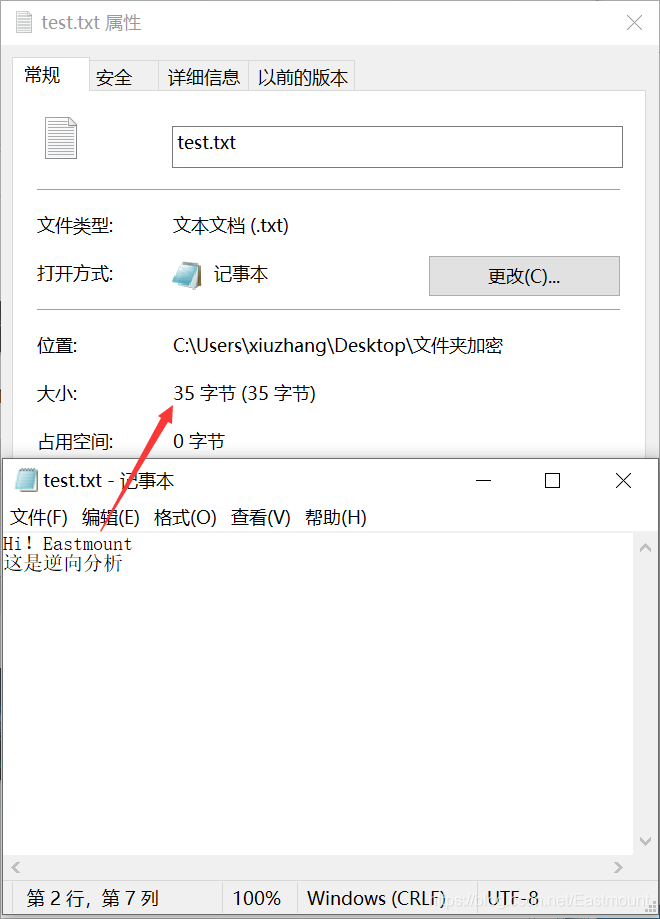 test.txt 属性
常规 安全 详细信息 以前的版本
test.txt
文件类型: 文本文档 (.txt)
打开方式: 记事本 更改(C)...
位置: C:\Users\xiuzhang\Desktop\文件夹加密
大小: 35 字节 (35 字节)
占用空间: 0 字节
test.txt - 记事本
文件(F) 编辑(E) 格式(O) 查看(V) 帮助(H)
Hi！Eastmount
这是逆向分析
第 2 行，第 7 列 100% Windows (CRLF) UTF-8
https://blog.csdn.net/Eastmount